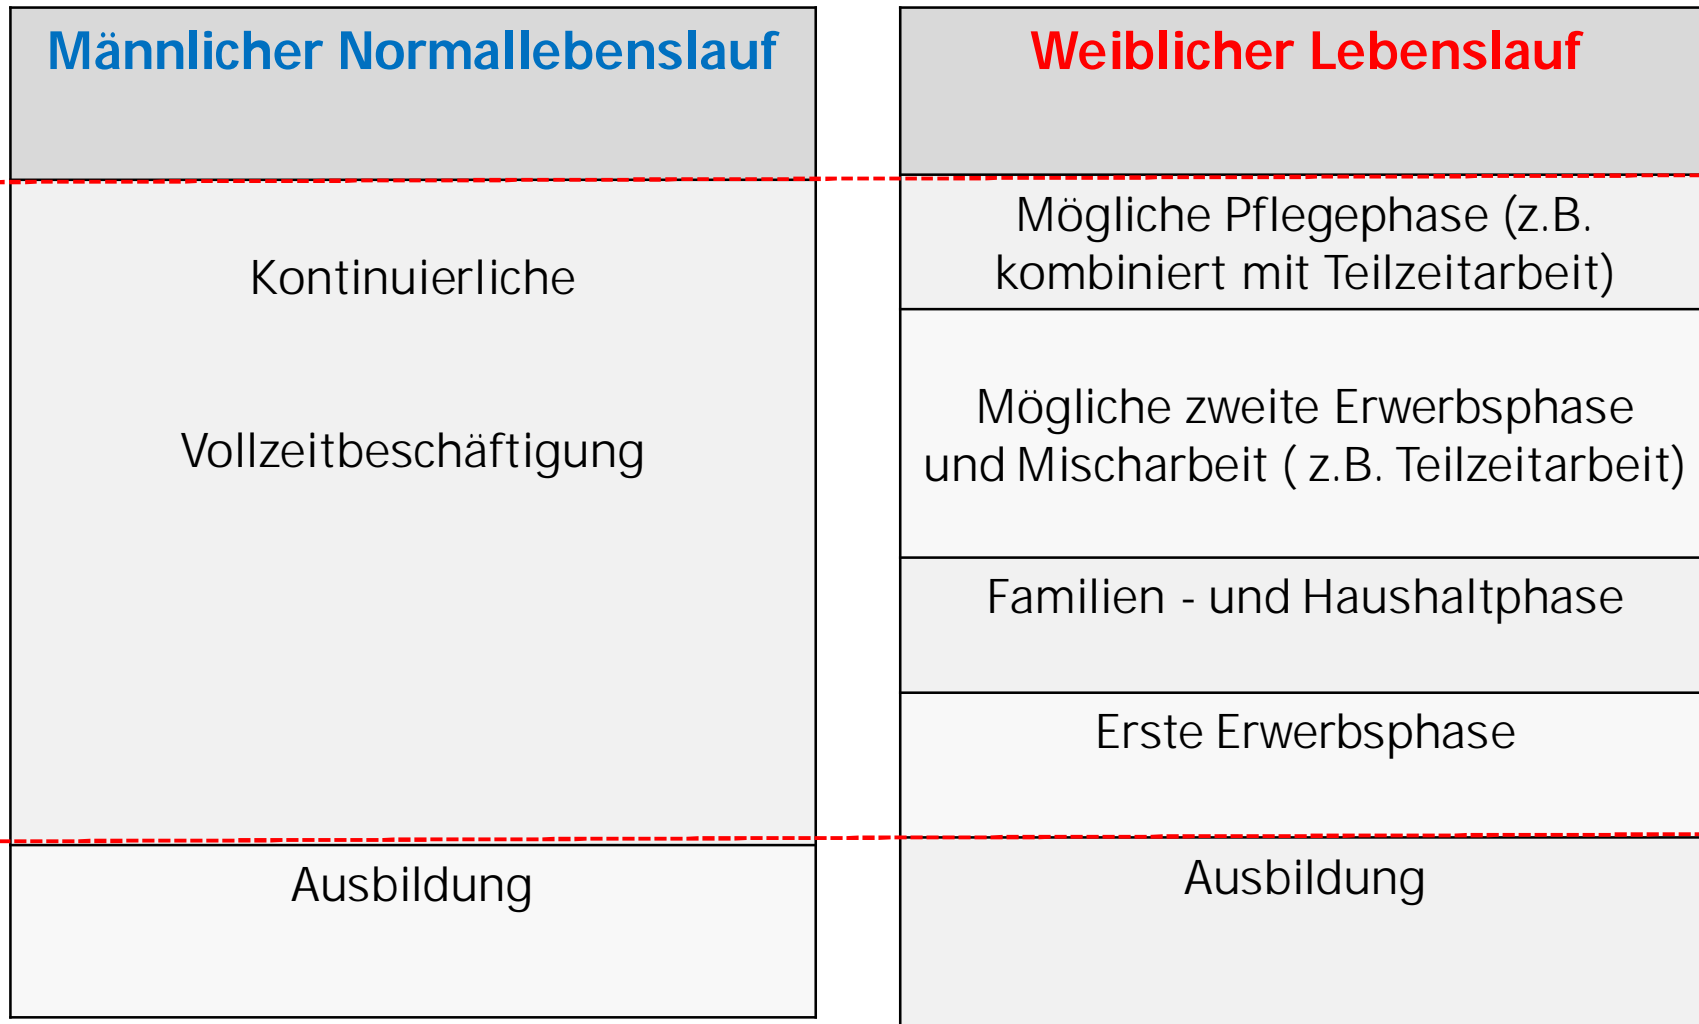 Männlicher Normallebenslauf
Kontinuierliche
Vollzeitbeschäftigung
Ausbildung
Weiblicher Lebenslauf
Mögliche Pflegephase (z.B.
kombiniert mit Teilzeitarbeit)
Mögliche zweite Erwerbsphase
und Mischarbeit ( z.B. Teilzeitarbeit)
Familien - und Haushaltphase
Erste Erwerbsphase
Ausbildung